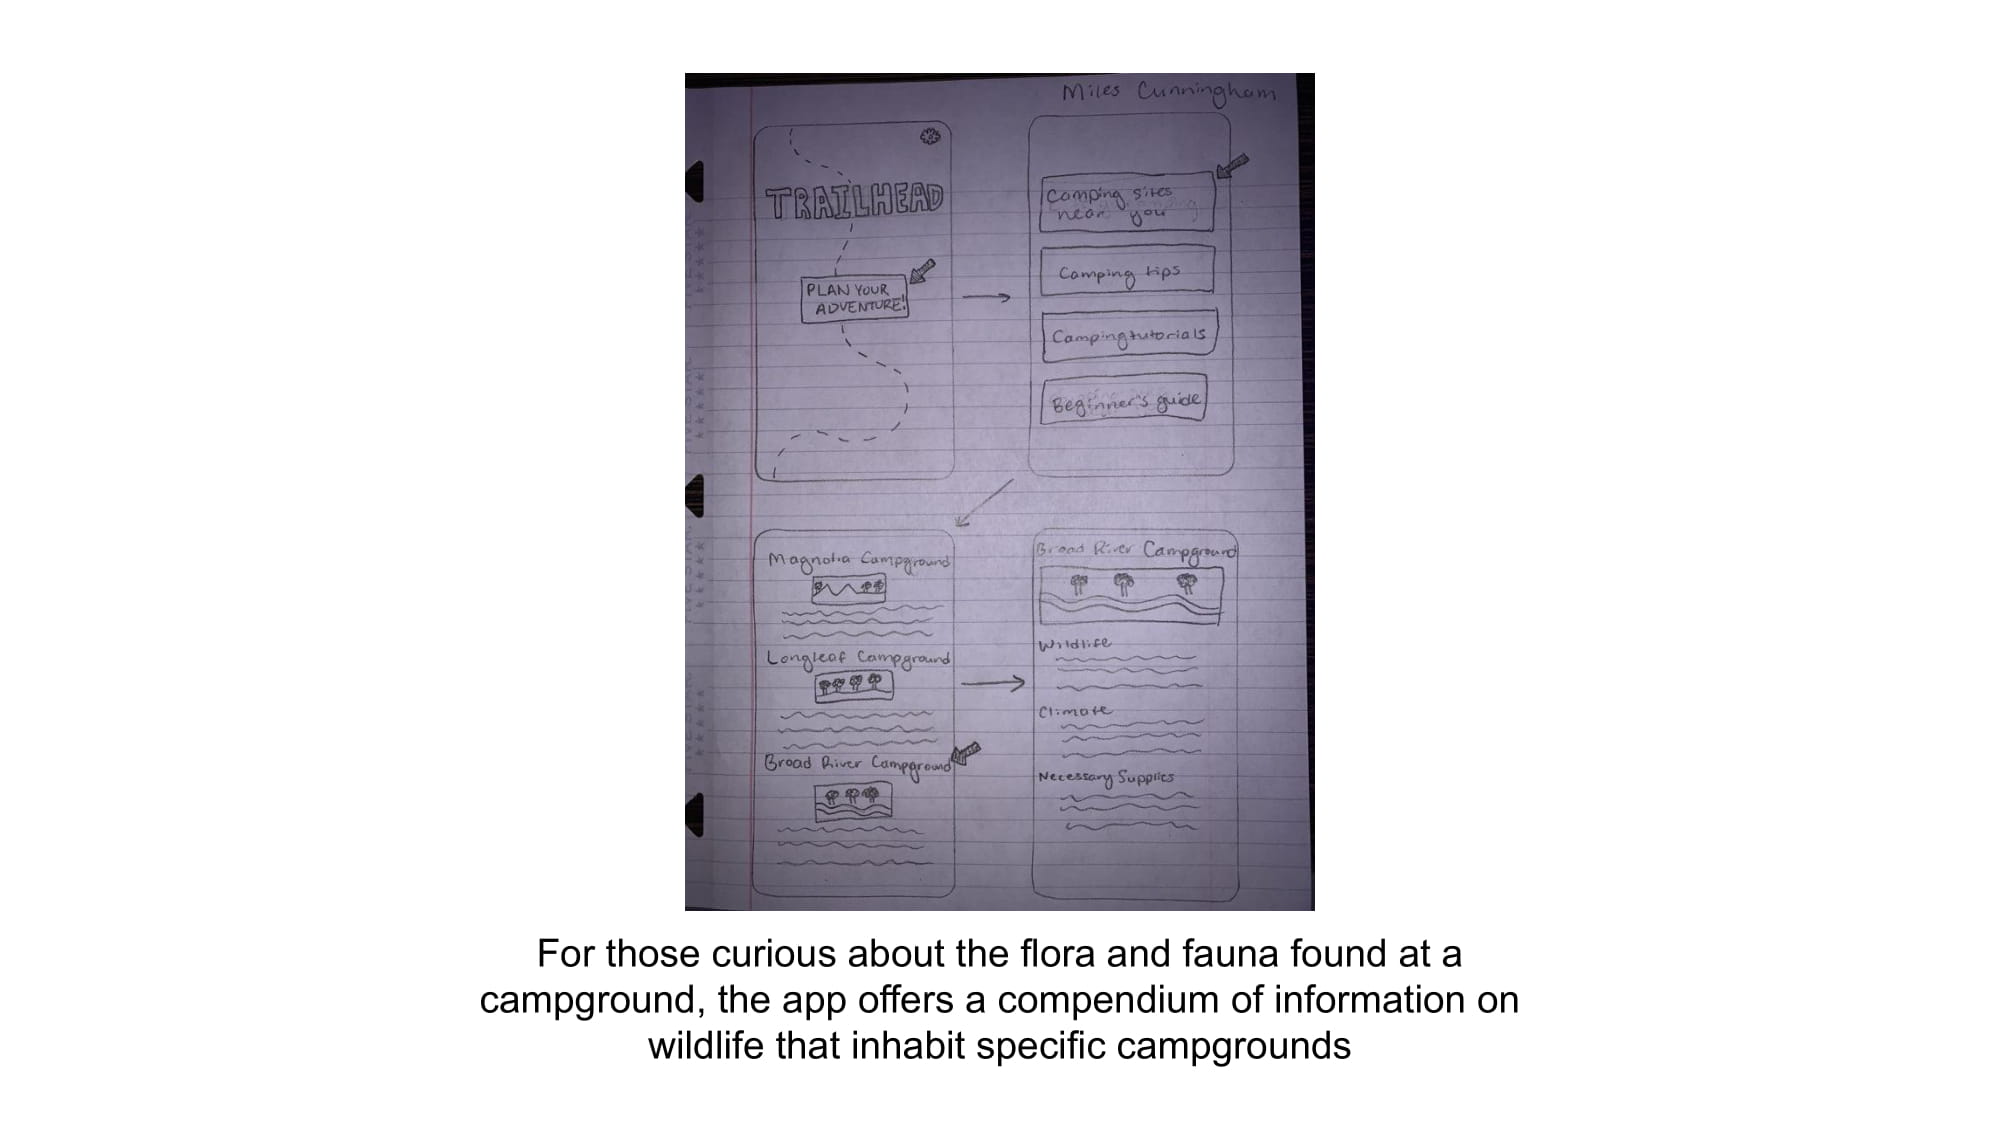 Miles Cunningham
TRAILHEAD
PLAN YOUR
ADVENTURE!
Camping sites
near you
Camping tips
Camping tutorials
Beginner's guide
Magnolia Campground
Longleaf Campground
Broad River Campground
Broad River Campground
Wildlife
Climate
Necessary Supplies
For those curious about the flora and fauna found at a
campground, the app offers a compendium of information on
wildlife that inhabit specific campgrounds